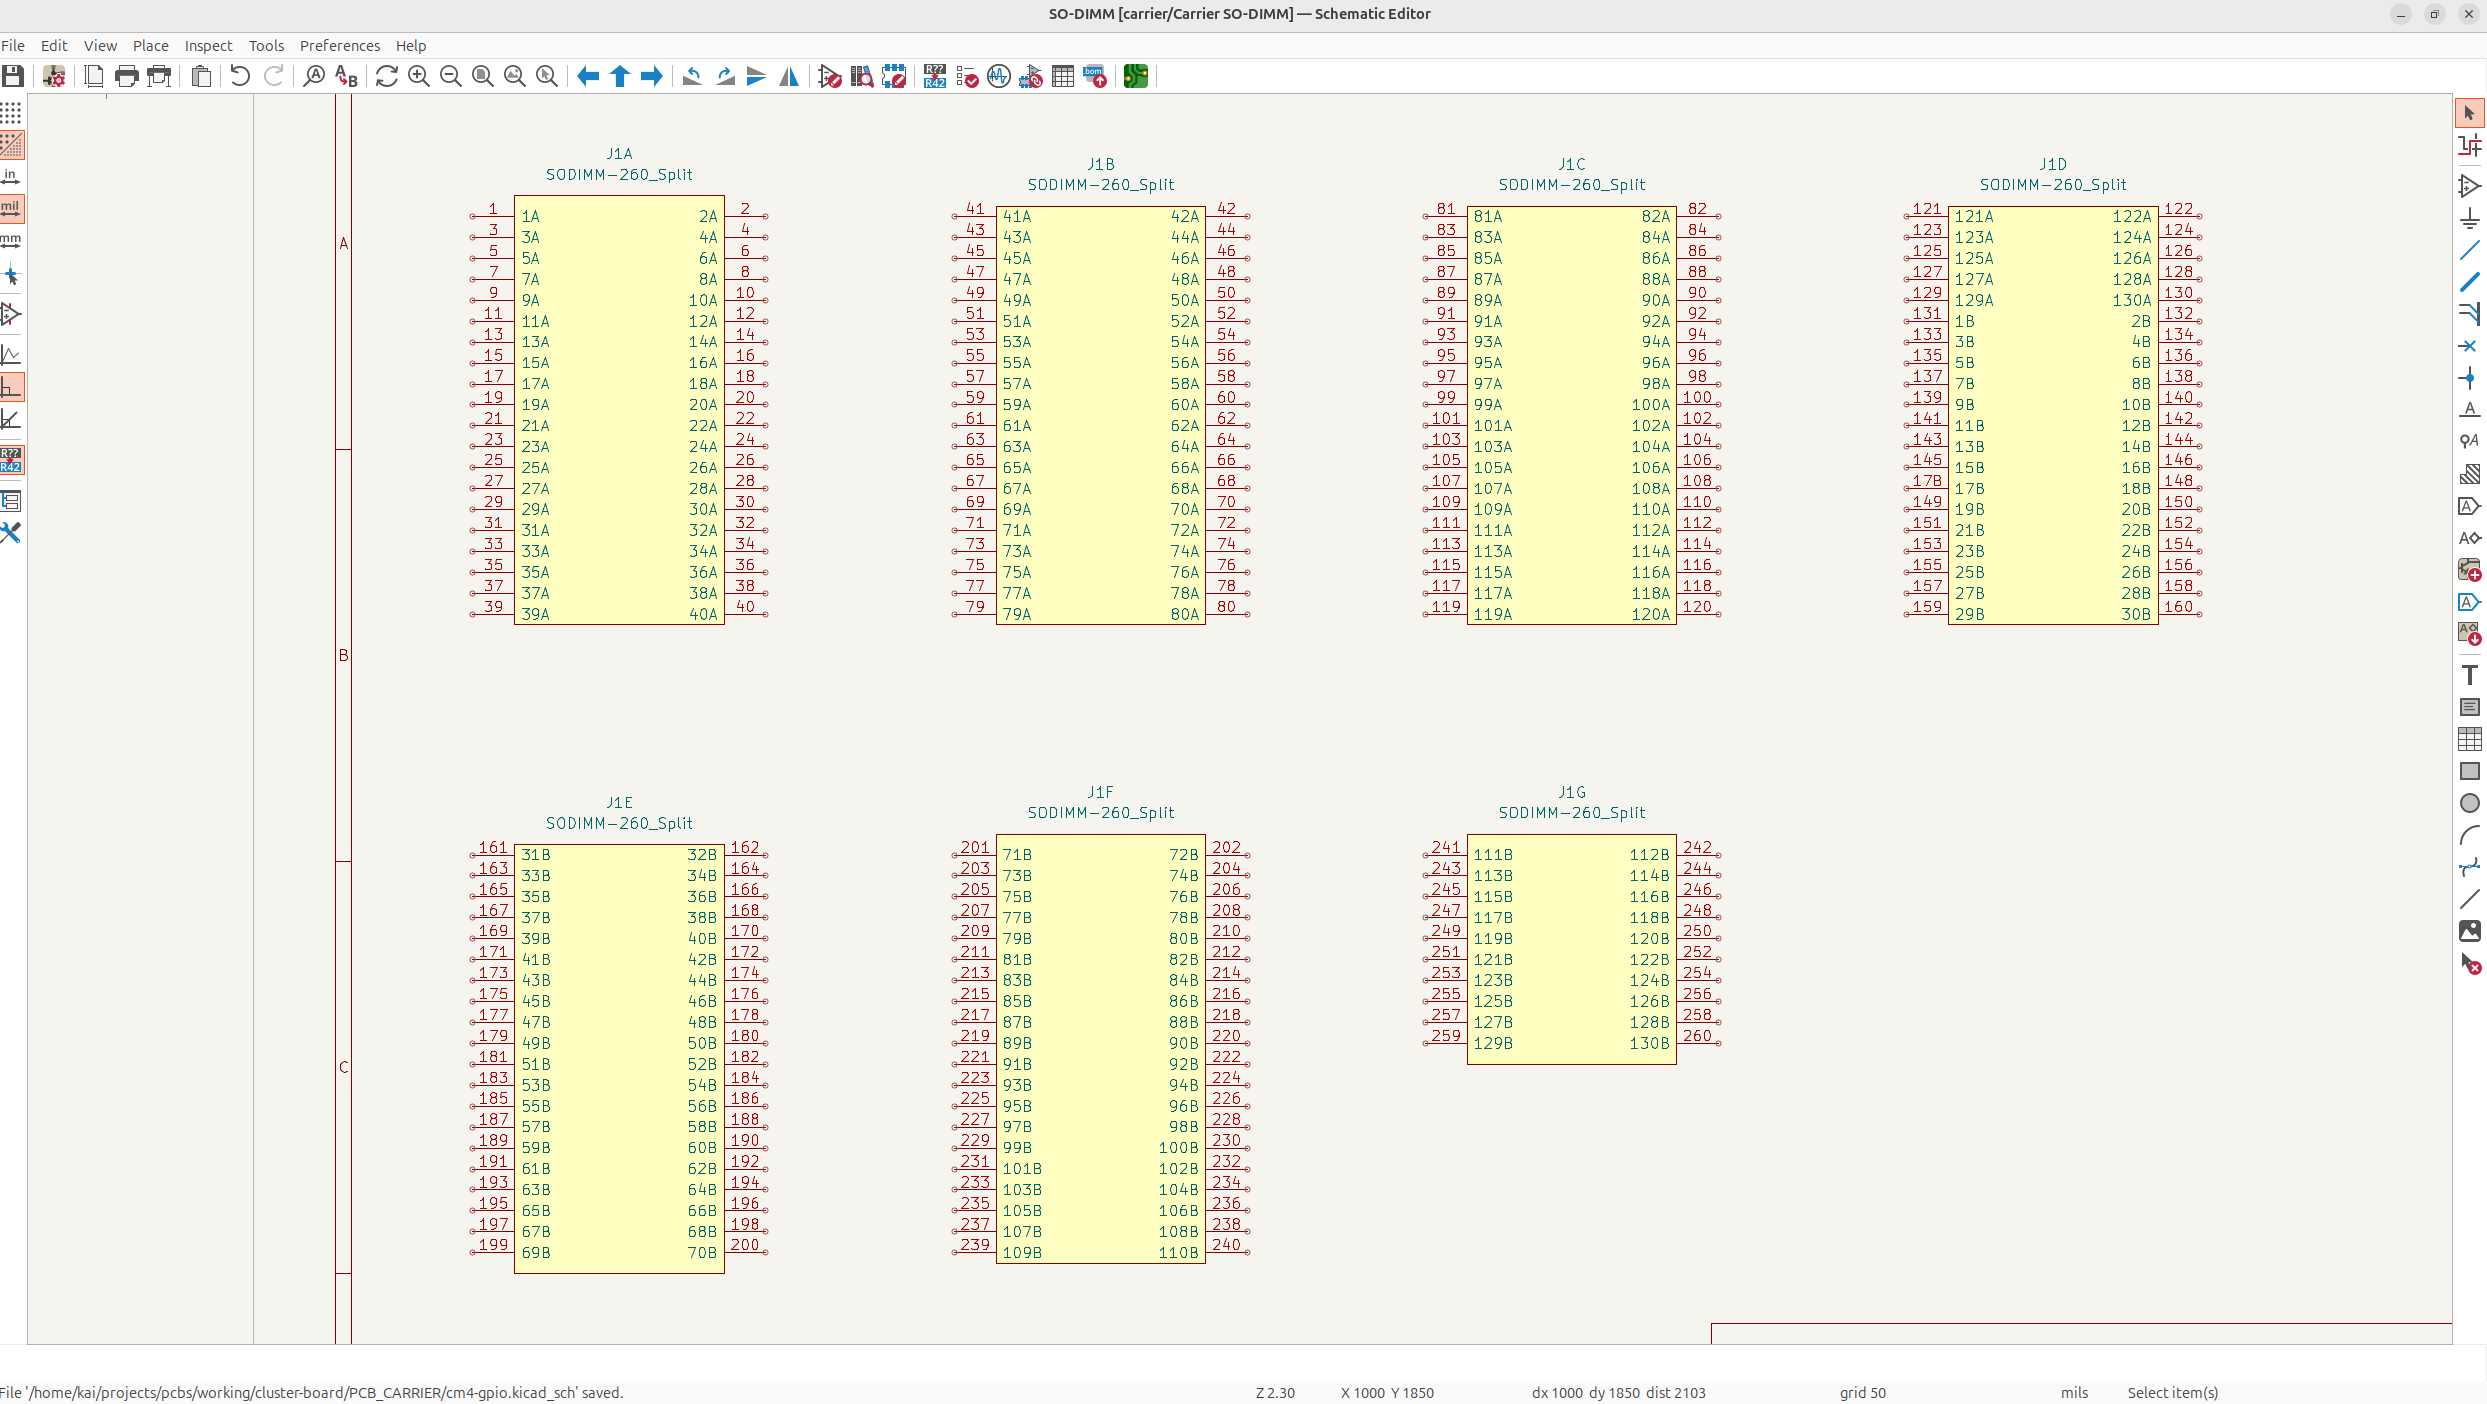 SO-DIMM [carrier/Carrier SO-DIMM] — Schematic Editor
File Edit View Place Inspect Tools Preferences Help
R??
R42
bom
in
mil
mm
R??
R42
A
B
C
J1A
SODIMM-260_Split
1 1A 2A 2
3 3A 4A 4
5 5A 6A 6
7 7A 8A 8
9 9A 10A 10
11 11A 12A 12
13 13A 14A 14
15 15A 16A 16
17 17A 18A 18
19 19A 20A 20
21 21A 22A 22
23 23A 24A 24
25 25A 26A 26
27 27A 28A 28
29 29A 30A 30
31 31A 32A 32
33 33A 34A 34
35 35A 36A 36
37 37A 38A 38
39 39A 40A 40
J1B
SODIMM-260_Split
41 41A 42A 42
43 43A 44A 44
45 45A 46A 46
47 47A 48A 48
49 49A 50A 50
51 51A 52A 52
53 53A 54A 54
55 55A 56A 56
57 57A 58A 58
59 59A 60A 60
61 61A 62A 62
63 63A 64A 64
65 65A 66A 66
67 67A 68A 68
69 69A 70A 70
71 71A 72A 72
73 73A 74A 74
75 75A 76A 76
77 77A 78A 78
79 79A 80A 80
J1C
SODIMM-260_Split
81 81A 82A 82
83 83A 84A 84
85 85A 86A 86
87 87A 88A 88
89 89A 90A 90
91 91A 92A 92
93 93A 94A 94
95 95A 96A 96
97 97A 98A 98
99 99A 100A 100
101 101A 102A 102
103 103A 104A 104
105 105A 106A 106
107 107A 108A 108
109 109A 110A 110
111 111A 112A 112
113 113A 114A 114
115 115A 116A 116
117 117A 118A 118
119 119A 120A 120
J1D
SODIMM-260_Split
121 121A 122A 122
123 123A 124A 124
125 125A 126A 126
127 127A 128A 128
129 129A 130A 130
131 1B 2B 132
133 3B 4B 134
135 5B 6B 136
137 7B 8B 138
139 9B 10B 140
141 11B 12B 142
143 13B 14B 144
145 15B 16B 146
17B 17B 18B 148
149 19B 20B 150
151 21B 22B 152
153 23B 24B 154
155 25B 26B 156
157 27B 28B 158
159 29B 30B 160
J1E
SODIMM-260_Split
161 31B 32B 162
163 33B 34B 164
165 35B 36B 166
167 37B 38B 168
169 39B 40B 170
171 41B 42B 172
173 43B 44B 174
175 45B 46B 176
177 47B 48B 178
179 49B 50B 180
181 51B 52B 182
183 53B 54B 184
185 55B 56B 186
187 57B 58B 188
189 59B 60B 190
191 61B 62B 192
193 63B 64B 194
195 65B 66B 196
197 67B 68B 198
199 69B 70B 200
J1F
SODIMM-260_Split
201 71B 72B 202
203 73B 74B 204
205 75B 76B 206
207 77B 78B 208
209 79B 80B 210
211 81B 82B 212
213 83B 84B 214
215 85B 86B 216
217 87B 88B 218
219 89B 90B 220
221 91B 92B 222
223 93B 94B 224
225 95B 96B 226
227 97B 98B 228
229 99B 100B 230
231 101B 102B 232
233 103B 104B 234
235 105B 106B 236
237 107B 108B 238
239 109B 110B 240
J1G
SODIMM-260_Split
241 111B 112B 242
243 113B 114B 244
245 115B 116B 246
247 117B 118B 248
249 119B 120B 250
251 121B 122B 252
253 123B 124B 254
255 125B 126B 256
257 127B 128B 258
259 129B 130B 260
File '/home/kai/projects/pcbs/working/cluster-board/PCB_CARRIER/cm4-gpio.kicad_sch' saved.
Z 2.30
X 1000 Y 1850
dx 1000 dy 1850 dist 2103
grid 50
mils
Select item(s)